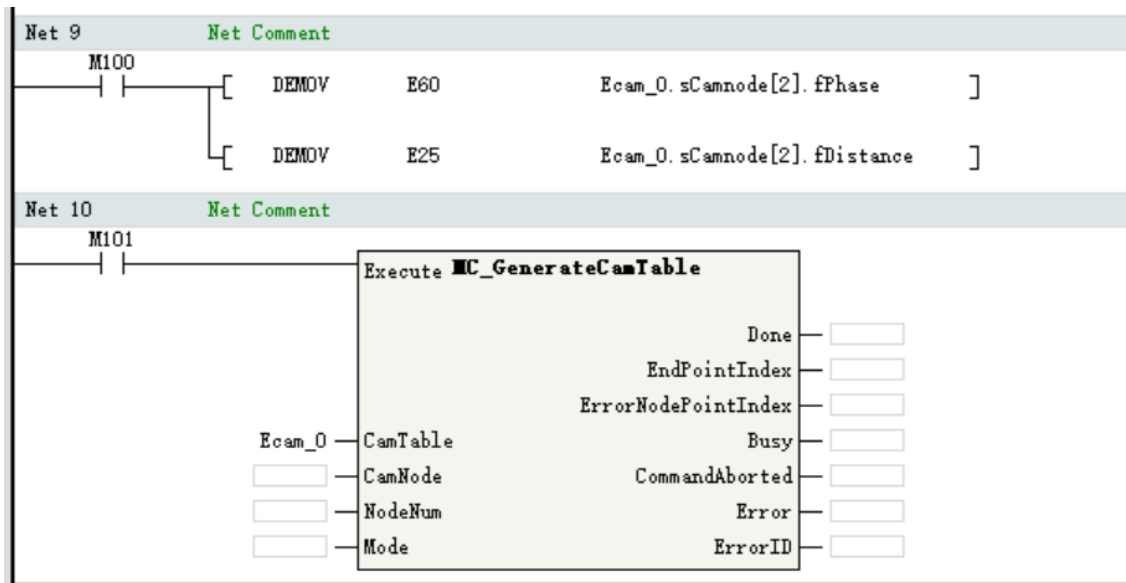 Net 9 Net Comment
M100
[ DEMOV E60 Ecam_0.sCamnode[2].fPhase ]
[ DEMOV E25 Ecam_0.sCamnode[2].fDistance ]
Net 10 Net Comment
M101
Execute MC_GenerateCamTable
Done
EndPointIndex
ErrorNodePointIndex
Ecam_0 CamTable Busy
CamNode CommandAborted
NodeNum Error
Mode ErrorID